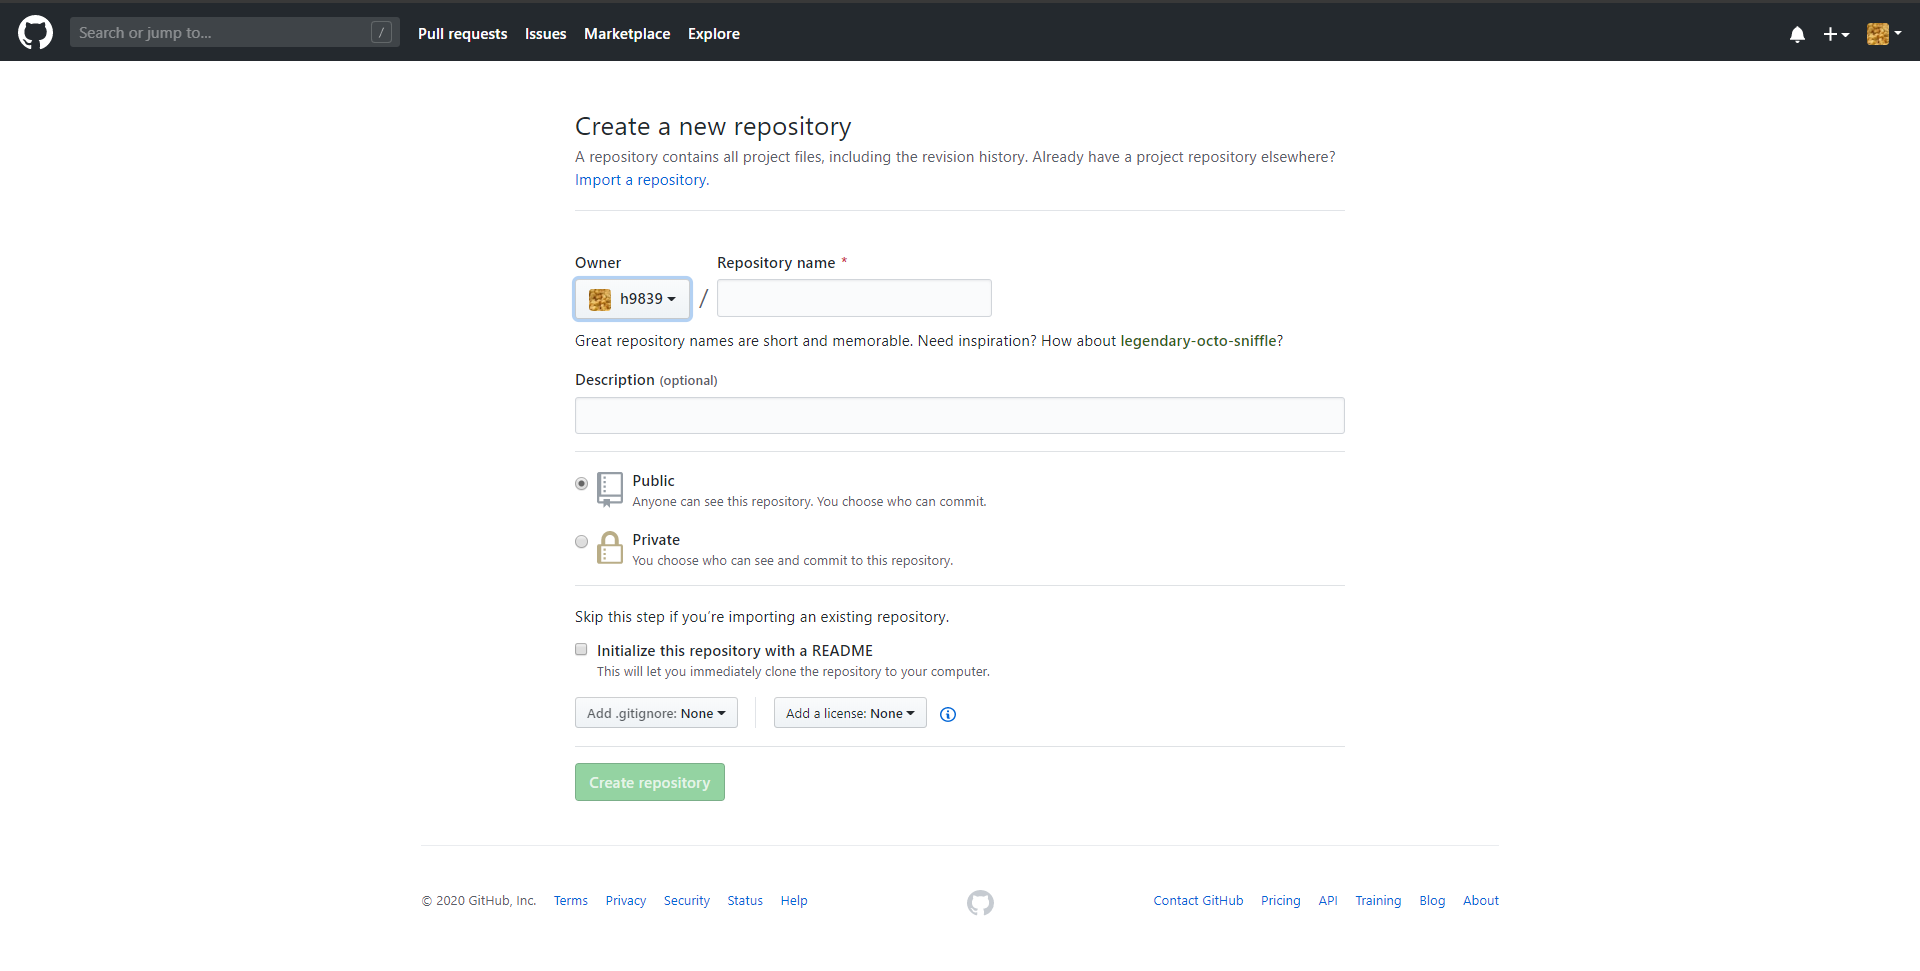 Search or jump to... /
Pull requests Issues Marketplace Explore
Create a new repository
A repository contains all project files, including the revision history. Already have a project repository elsewhere?
Import a repository.
Owner Repository name *
h9839 /
Great repository names are short and memorable. Need inspiration? How about legendary-octo-sniffle?
Description (optional)
Public
Anyone can see this repository. You choose who can commit.
Private
You choose who can see and commit to this repository.
Skip this step if you’re importing an existing repository.
Initialize this repository with a README
This will let you immediately clone the repository to your computer.
Add .gitignore: None Add a license: None
Create repository
© 2020 GitHub, Inc. Terms Privacy Security Status Help Contact GitHub Pricing API Training Blog About